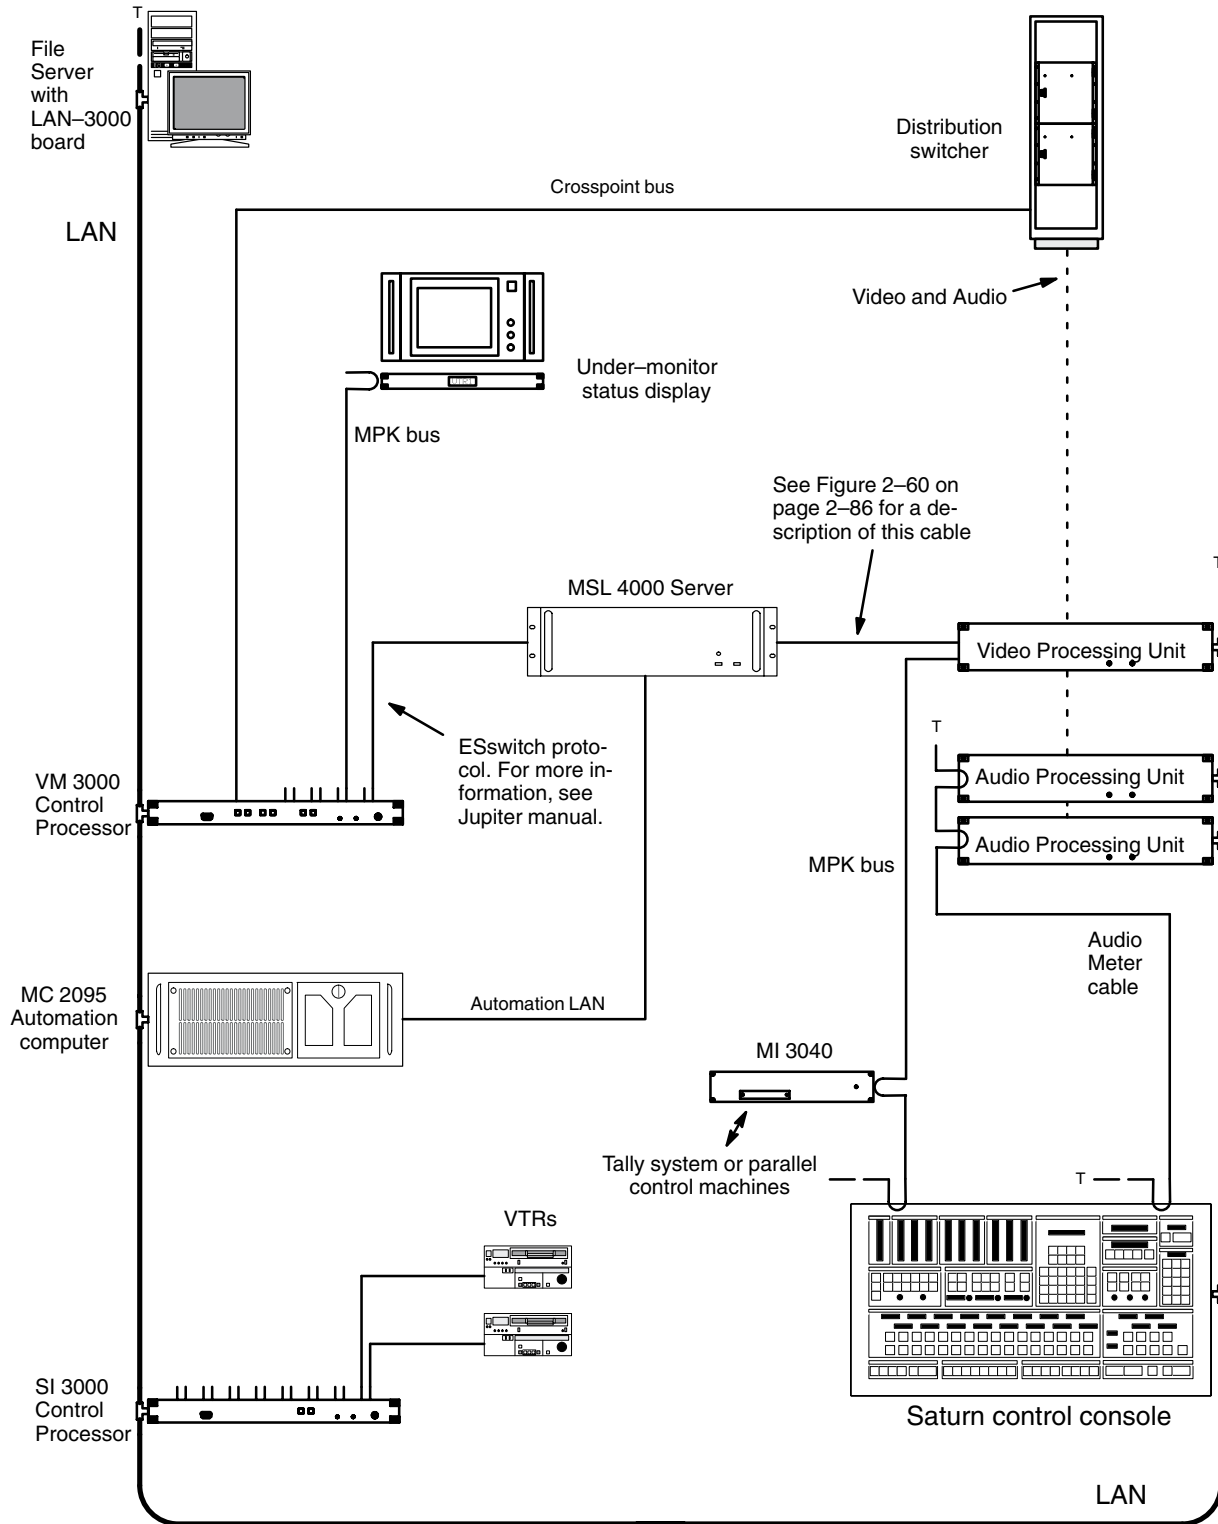 T
File
Server
with
LAN–3000
board
Distribution
switcher
Crosspoint bus
LAN
Video and Audio
Under–monitor
status display
MPK bus
See Figure 2–60 on
page 2–86 for a de-
scription of this cable
T
MSL 4000 Server
Video Processing Unit
T
ESswitch proto-
col. For more in-
formation, see
Jupiter manual.
VM 3000
Control
Processor
Audio Processing Unit
Audio Processing Unit
MPK bus
Audio
Meter
cable
MC 2095
Automation
computer
Automation LAN
MI 3040
Tally system or parallel
control machines
T
VTRs
SI 3000
Control
Processor
Saturn control console
LAN